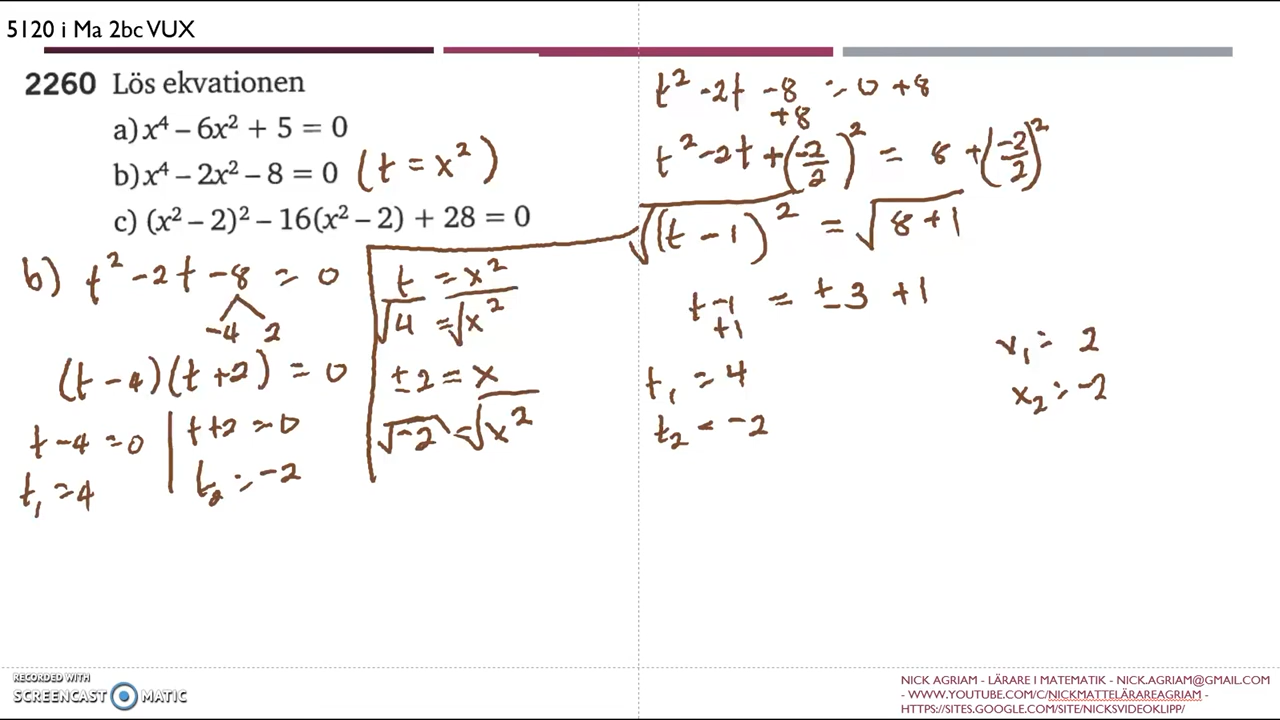 5120 i Ma 2bc VUX
2260 Lös ekvationen
a) x⁴ – 6x² + 5 = 0
b) x⁴ – 2x² – 8 = 0 (t = x²)
c) (x² – 2)² – 16(x² – 2) + 28 = 0
b) t² - 2t - 8 = 0
-4 2
(t - 4)(t + 2) = 0
t - 4 = 0 | t + 2 = 0
t₁ = 4 | t₂ = -2
t = x²
√4 = √x²
± 2 = x
√-2 = √x²
t² - 2t - 8 = 0 + 8
+8
t² - 2t + (-2/2)² = 8 + (-2/2)²
√(t - 1)² = √8 + 1
t - 1 = ± 3 + 1
+1
t₁ = 4
t₂ = -2
x₁ = 2
x₂ = -2
RECORDED WITH
SCREENCAST O MATIC
NICK AGRIAM - LÄRARE I MATEMATIK - NICK.AGRIAM@GMAIL.COM
- WWW.YOUTUBE.COM/C/NICKMATTELÄRAREAGRIAM -
HTTPS://SITES.GOOGLE.COM/SITE/NICKSVIDEOKLIPP/